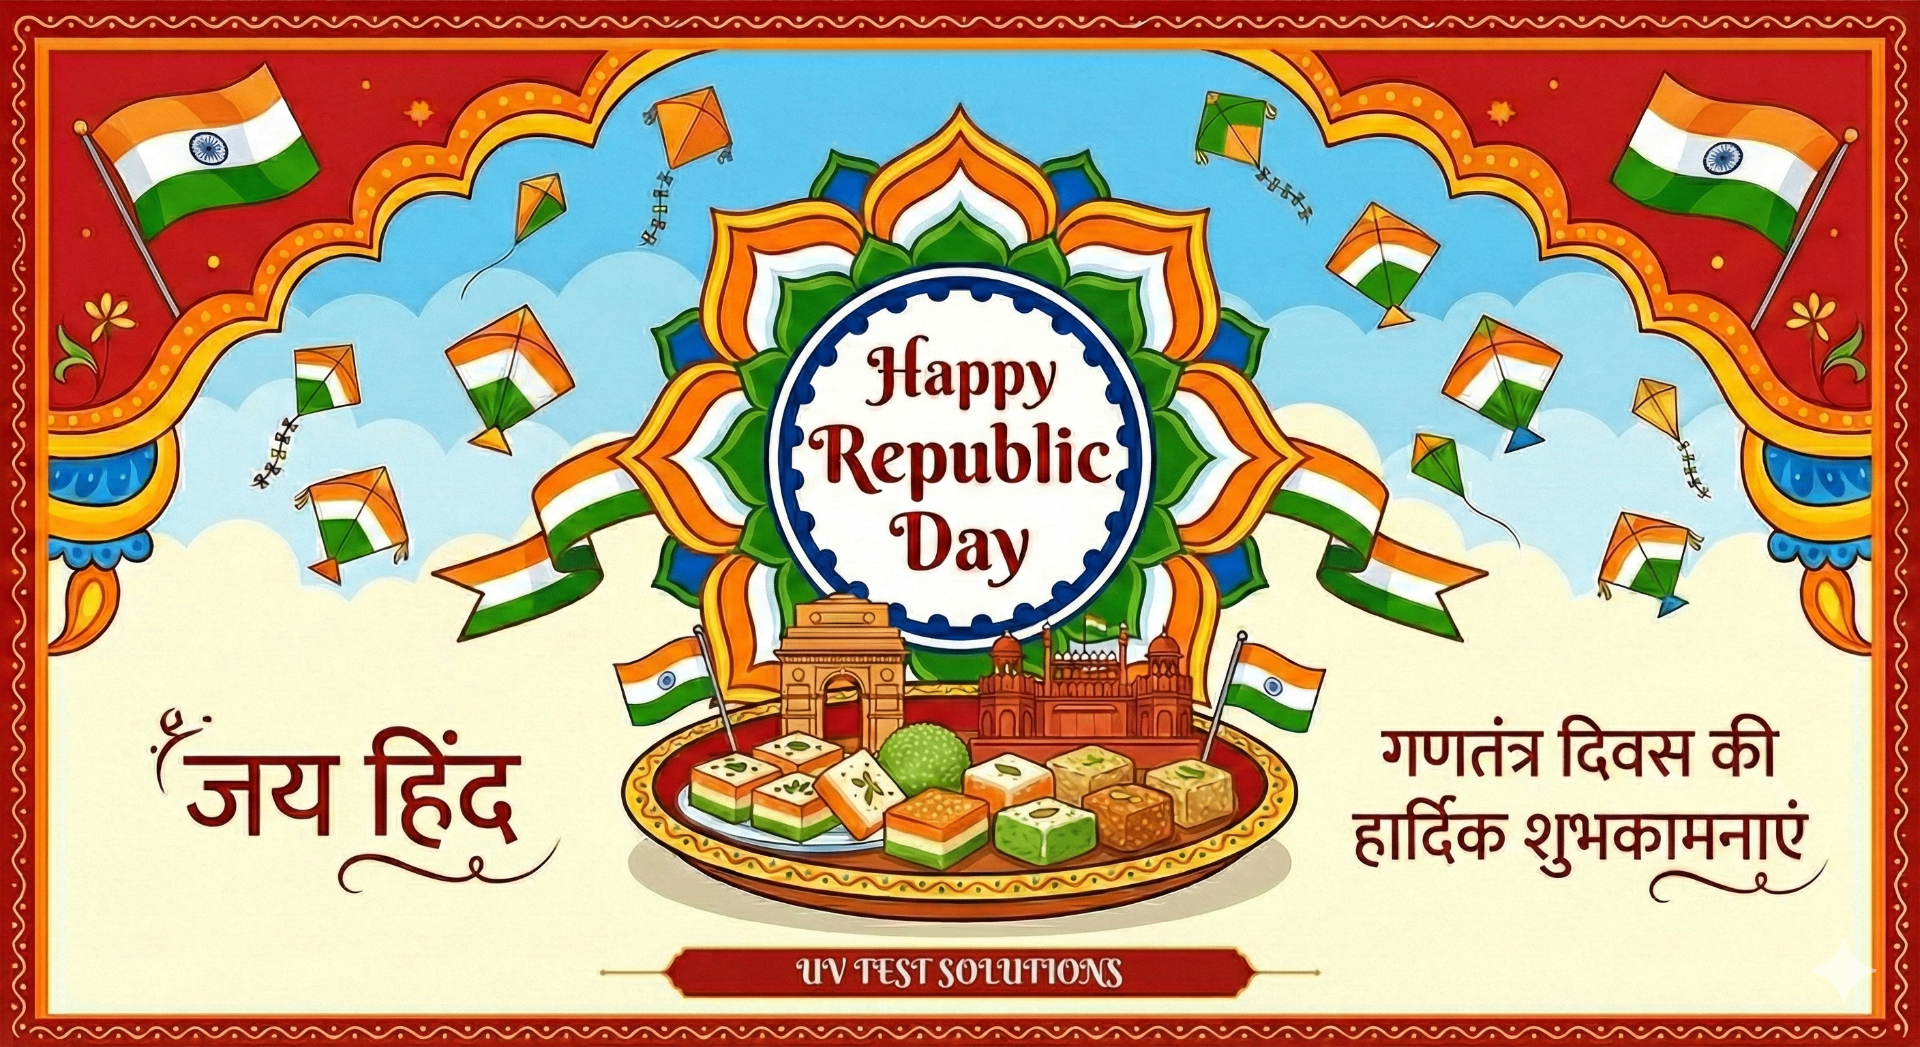 Happy
Republic
Day
जय हिंद
गणतंत्र दिवस की
हार्दिक शुभकामनाएं
UV TEST SOLUTIONS